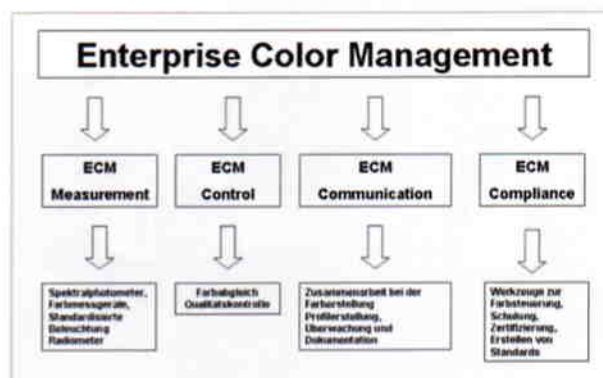 Enterprise Color Management
ECM
Measurement
ECM
Control
ECM
Communication
ECM
Compliance
Spektralphotometer,
Farbmessgeräte,
Standardisierte
Beleuchtung
Radiometer
Farbabgleich
Qualitätskontrolle
Zusammenarbeit bei der
Farberstellung
Profilerstellung,
Überwachung und
Dokumentation
Werkzeuge zur
Farbsteuerung,
Schulung,
Zertifizierung,
Erstellen von
Standards